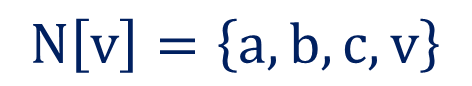 N[v] = {a, b, c, v}